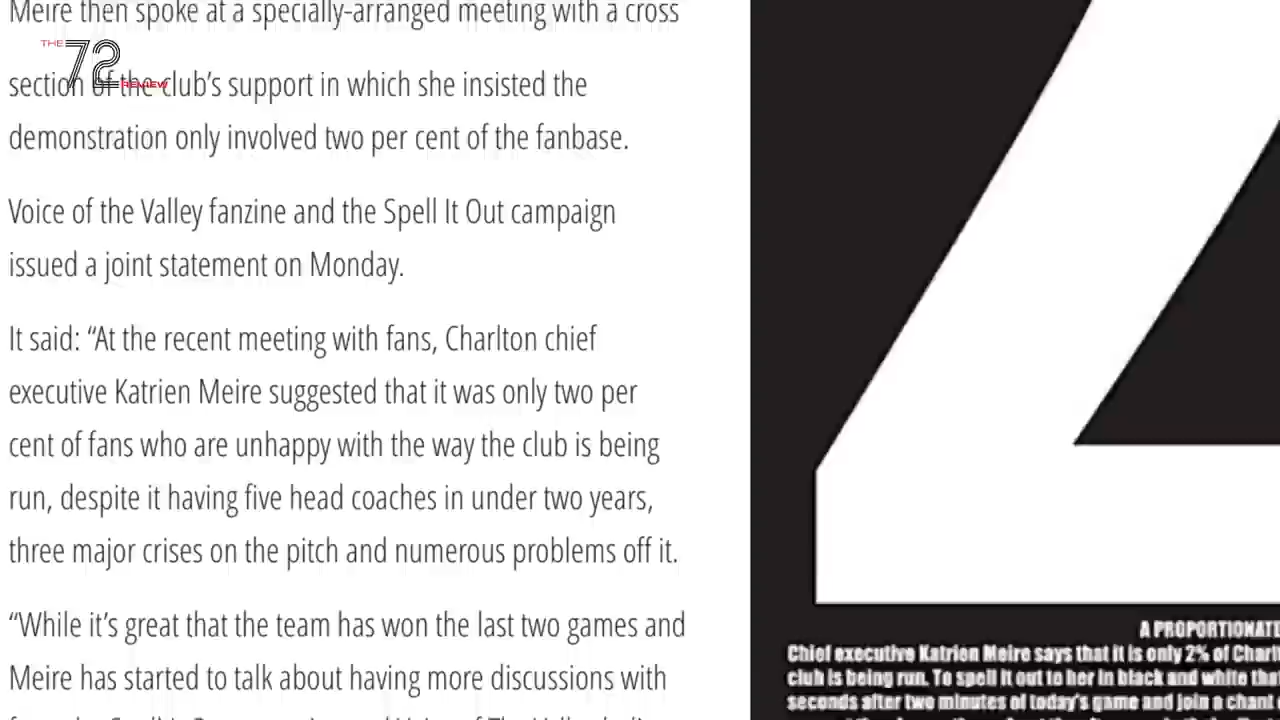 Meire then spoke at a specially-arranged meeting with a cross
THE 72 REVIEW
section of the club's support in which she insisted the
demonstration only involved two per cent of the fanbase.
Voice of the Valley fanzine and the Spell It Out campaign
issued a joint statement on Monday.
It said: “At the recent meeting with fans, Charlton chief
executive Katrien Meire suggested that it was only two per
cent of fans who are unhappy with the way the club is being
run, despite it having five head coaches in under two years,
three major crises on the pitch and numerous problems off it.
“While it’s great that the team has won the last two games and
Meire has started to talk about having more discussions with
A PROPORTIONATE
Chief executive Katrien Meire says that it is only 2% of Charlt
club is being run. To spell it out to her in black and white that
seconds after two minutes of today's game and join a chant